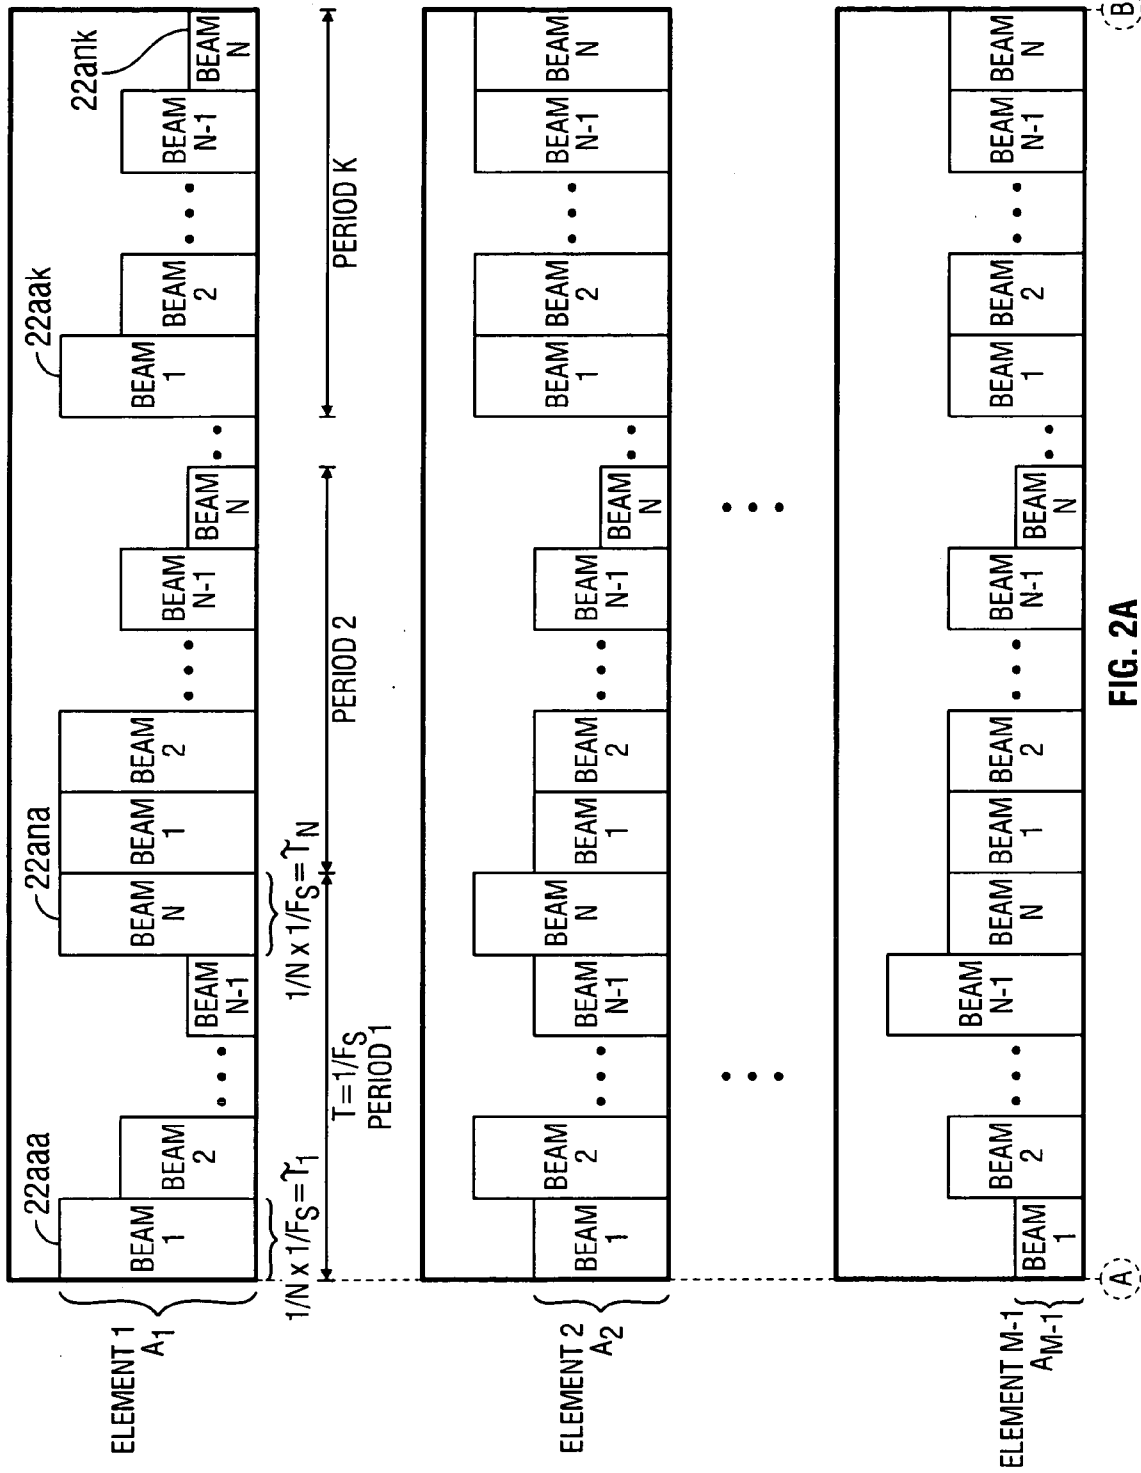 ELEMENT 1
A1
22aaa
22ana
22aak
22ank
BEAM
1
BEAM
2
BEAM
N-1
BEAM
N
BEAM
1
BEAM
2
BEAM
N-1
BEAM
N
BEAM
1
BEAM
2
BEAM
N-1
BEAM
N
1/N x 1/FS = τ1
1/N x 1/FS = τN
T = 1/FS
PERIOD 1
PERIOD 2
PERIOD K
ELEMENT 2
A2
BEAM
1
BEAM
2
BEAM
N-1
BEAM
N
BEAM
1
BEAM
2
BEAM
N-1
BEAM
N
BEAM
1
BEAM
2
BEAM
N-1
BEAM
N
ELEMENT M-1
AM-1
BEAM
1
BEAM
2
BEAM
N-1
BEAM
N
BEAM
1
BEAM
2
BEAM
N-1
BEAM
N
BEAM
1
BEAM
2
BEAM
N-1
BEAM
N
A
B
FIG. 2A